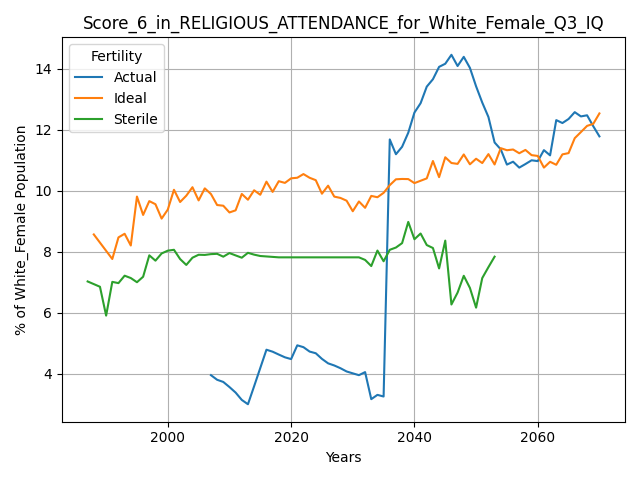 Score_6_in_RELIGIOUS_ATTENDANCE_for_White_Female_Q3_IQ
Fertility
Actual
Ideal
Sterile
% of White_Female Population
14
12
10
8
6
4
2000
2020
2040
2060
Years